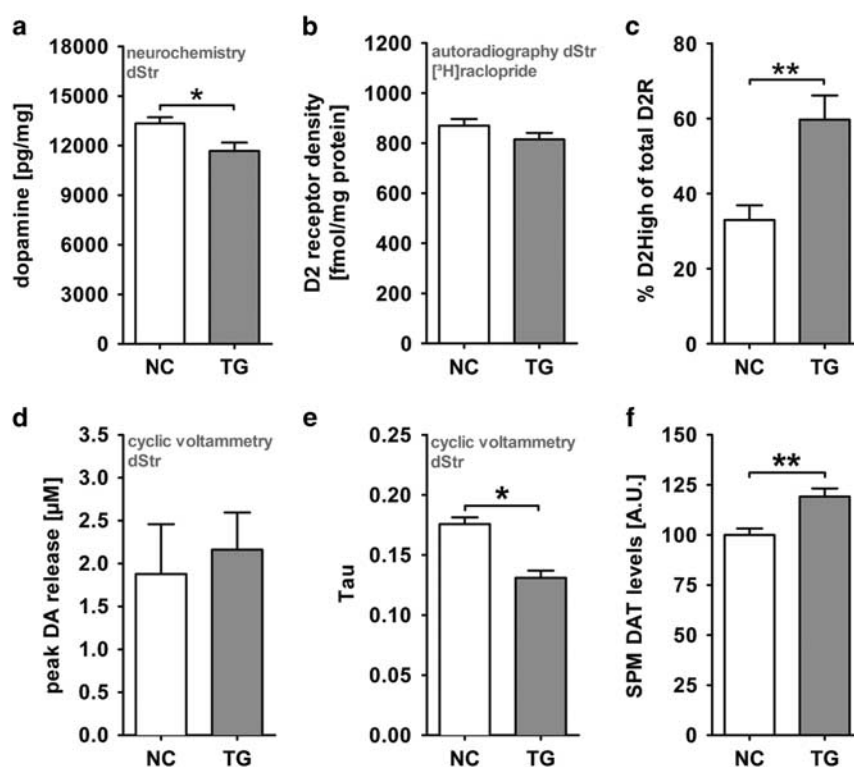 a
neurochemistry
dStr
dopamine [pg/mg]
18000
15000
12000
9000
6000
3000
0
*
NC TG
b
autoradiography dStr
[³H]raclopride
D2 receptor density
[fmol/mg protein]
1200
1000
800
600
400
200
0
NC TG
c
% D2High of total D2R
80
60
40
20
0
**
NC TG
d
cyclic voltammetry
dStr
peak DA release [µM]
3.5
3.0
2.5
2.0
1.5
1.0
0.5
0.0
NC TG
e
cyclic voltammetry
dStr
Tau
0.25
0.20
0.15
0.10
0.05
0.00
*
NC TG
f
SPM DAT levels [A.U.]
150
125
100
75
50
25
0
**
NC TG